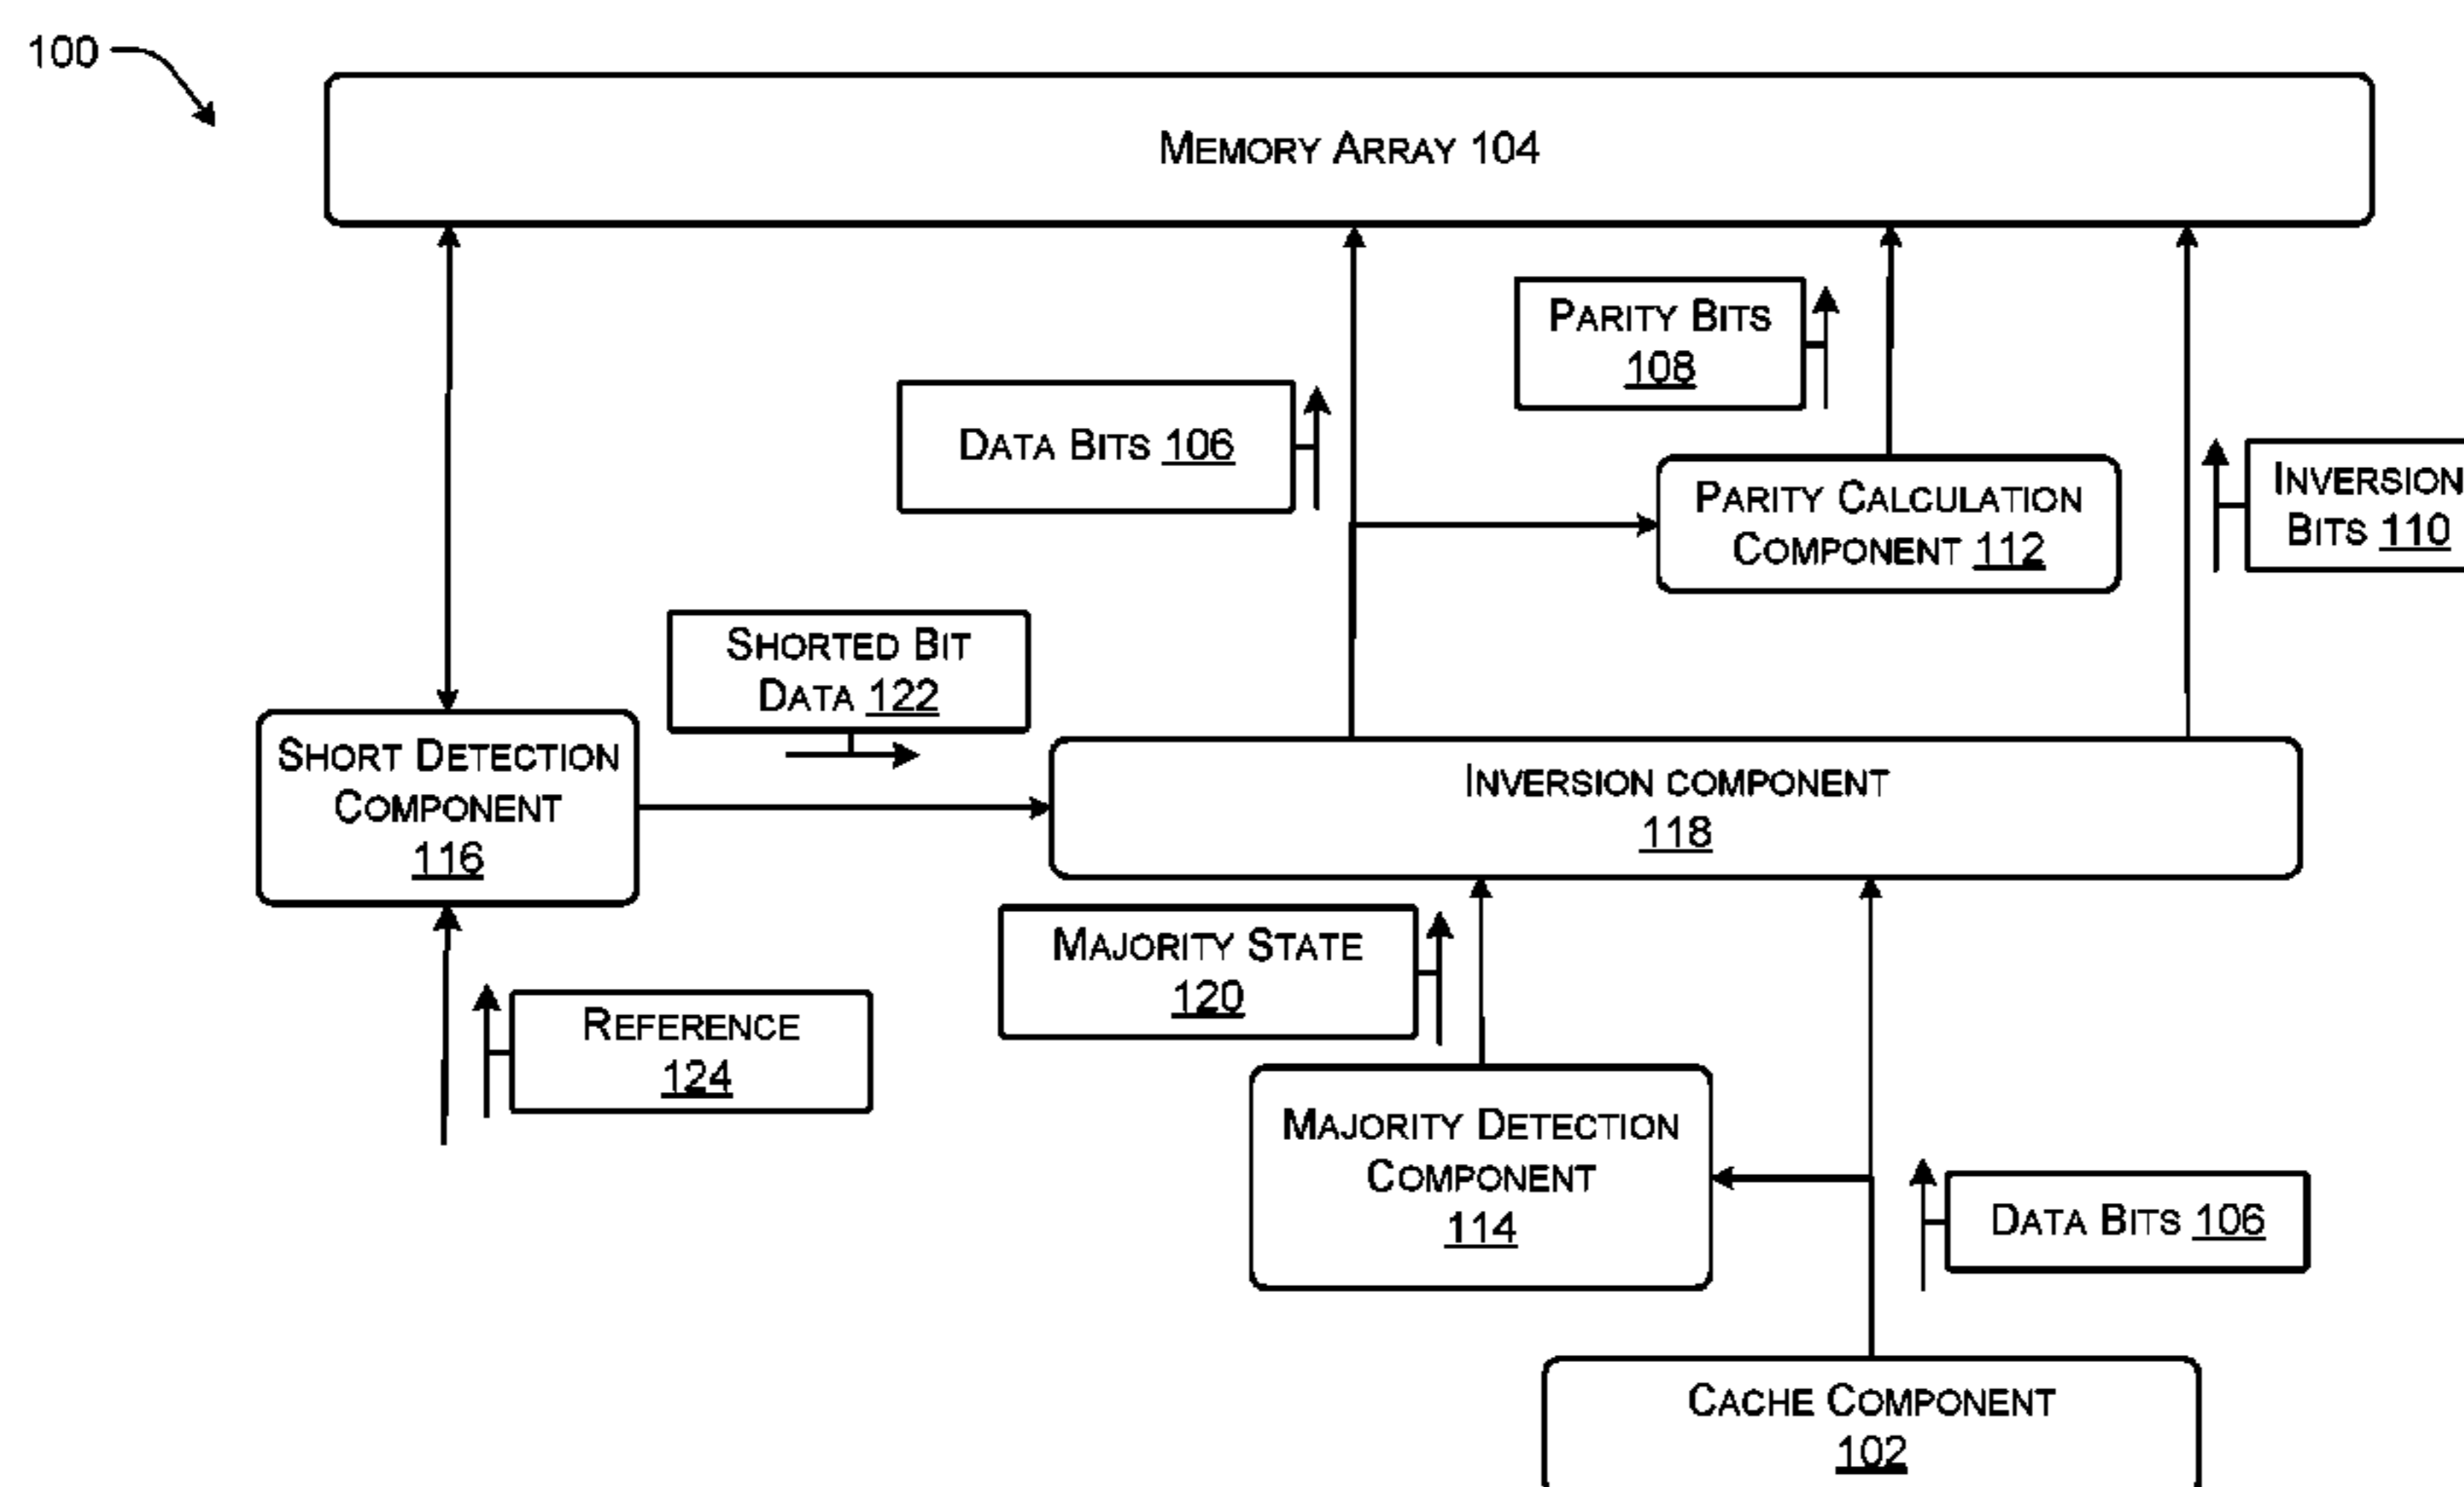 100
MEMORY ARRAY 104
PARITY BITS
108
DATA BITS 106
PARITY CALCULATION
COMPONENT 112
INVERSION
BITS 110
SHORTED BIT
DATA 122
SHORT DETECTION
COMPONENT
116
INVERSION COMPONENT
118
MAJORITY STATE
120
REFERENCE
124
MAJORITY DETECTION
COMPONENT
114
DATA BITS 106
CACHE COMPONENT
102